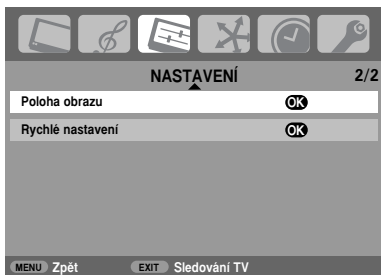 NASTAVENÍ 2/2
Poloha obrazu OK
Rychlé nastavení OK
MENU Zpět EXIT Sledování TV